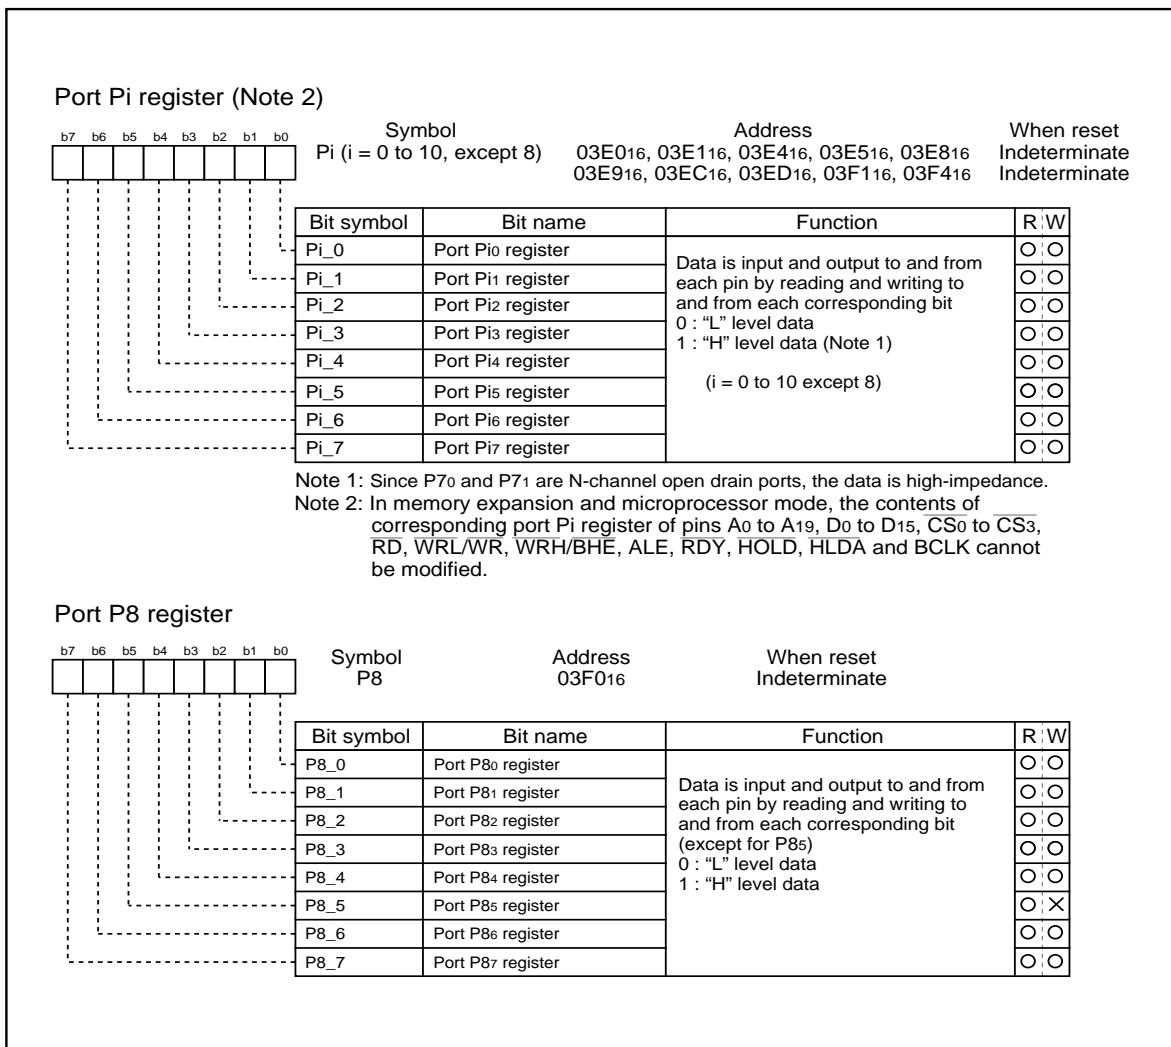 Port Pi register (Note 2)
b7 b6 b5 b4 b3 b2 b1 b0
Symbol Address When reset
Pi (i = 0 to 10, except 8) 03E016, 03E116, 03E416, 03E516, 03E816 Indeterminate
03E916, 03EC16, 03ED16, 03F116, 03F416 Indeterminate
Bit symbol Bit name Function R W
Pi_0 Port Pi0 register
Pi_1 Port Pi1 register
Pi_2 Port Pi2 register
Pi_3 Port Pi3 register
Pi_4 Port Pi4 register
Pi_5 Port Pi5 register
Pi_6 Port Pi6 register
Pi_7 Port Pi7 register
Data is input and output to and from
each pin by reading and writing to
and from each corresponding bit
0 : “L” level data
1 : “H” level data (Note 1)
(i = 0 to 10 except 8)
Note 1: Since P70 and P71 are N-channel open drain ports, the data is high-impedance.
Note 2: In memory expansion and microprocessor mode, the contents of
corresponding port Pi register of pins A0 to A19, D0 to D15, CS0 to CS3,
RD, WRL/WR, WRH/BHE, ALE, RDY, HOLD, HLDA and BCLK cannot
be modified.
Port P8 register
b7 b6 b5 b4 b3 b2 b1 b0
Symbol Address When reset
P8 03F016 Indeterminate
Bit symbol Bit name Function R W
P8_0 Port P80 register
P8_1 Port P81 register
P8_2 Port P82 register
P8_3 Port P83 register
P8_4 Port P84 register
P8_5 Port P85 register
P8_6 Port P86 register
P8_7 Port P87 register
Data is input and output to and from
each pin by reading and writing to
and from each corresponding bit
(except for P85)
0 : “L” level data
1 : “H” level data